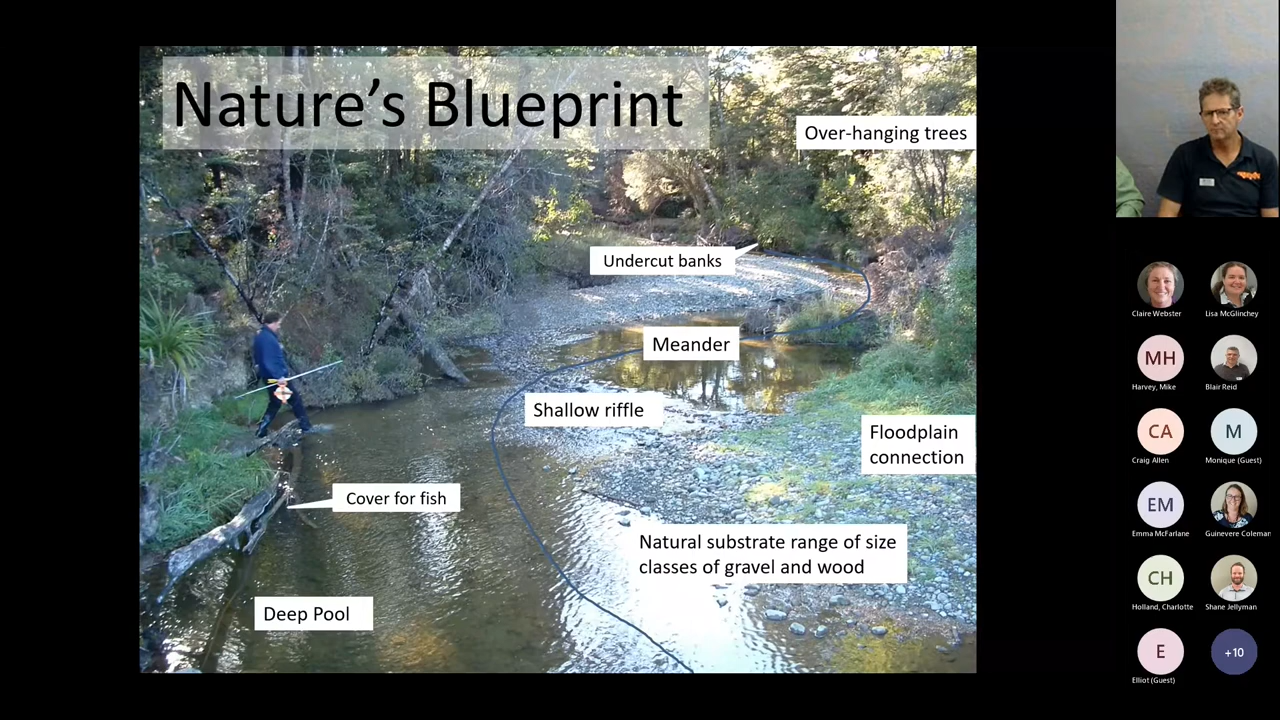 Nature's Blueprint
Over-hanging trees
Undercut banks
Meander
Shallow riffle
Floodplain
connection
Cover for fish
Natural substrate range of size
classes of gravel and wood
Deep Pool
Claire Webster
Lisa McGlinchey
MH
Harvey, Mike
Blair Reid
CA
Craig Allen
M
Monique (Guest)
EM
Emma McFarlane
Guinevere Coleman
CH
Holland, Charlotte
Shane Jellyman
E
Elliot (Guest)
+10